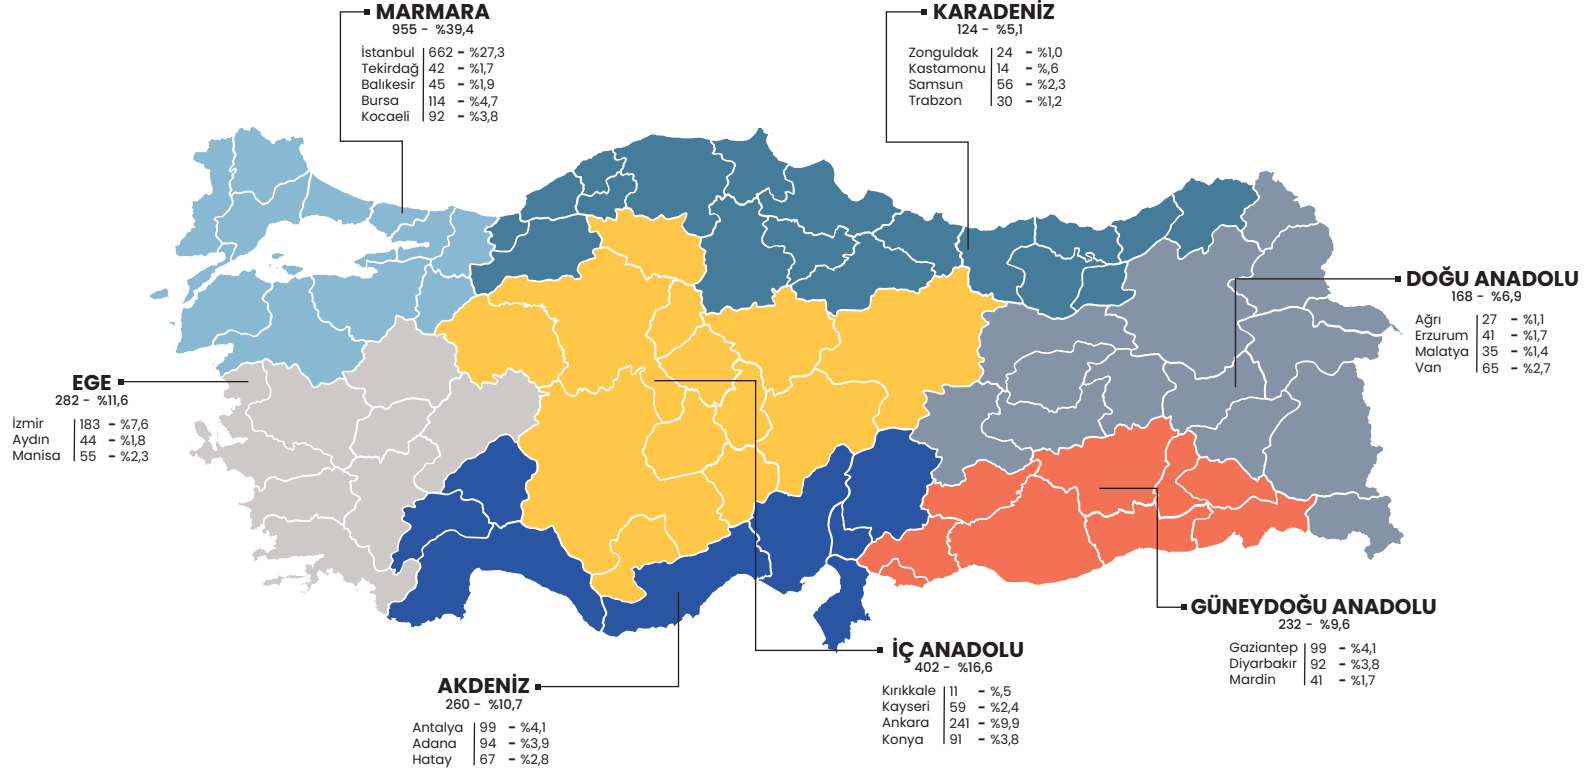 MARMARA
955 - %39,4
İstanbul 662 - %27,3
Tekirdağ 42 - %1,7
Balıkesir 45 - %1,9
Bursa 114 - %4,7
Kocaeli 92 - %3,8
KARADENİZ
124 - %5,1
Zonguldak 24 - %1,0
Kastamonu 14 - %,6
Samsun 56 - %2,3
Trabzon 30 - %1,2
DOĞU ANADOLU
168 - %6,9
Ağrı 27 - %1,1
Erzurum 41 - %1,7
Malatya 35 - %1,4
Van 65 - %2,7
EGE
282 - %11,6
İzmir 183 - %7,6
Aydın 44 - %1,8
Manisa 55 - %2,3
GÜNEYDOĞU ANADOLU
232 - %9,6
Gaziantep 99 - %4,1
Diyarbakır 92 - %3,8
Mardin 41 - %1,7
İÇ ANADOLU
402 - %16,6
Kırıkkale 11 - %,5
Kayseri 59 - %2,4
Ankara 241 - %9,9
Konya 91 - %3,8
AKDENİZ
260 - %10,7
Antalya 99 - %4,1
Adana 94 - %3,9
Hatay 67 - %2,8